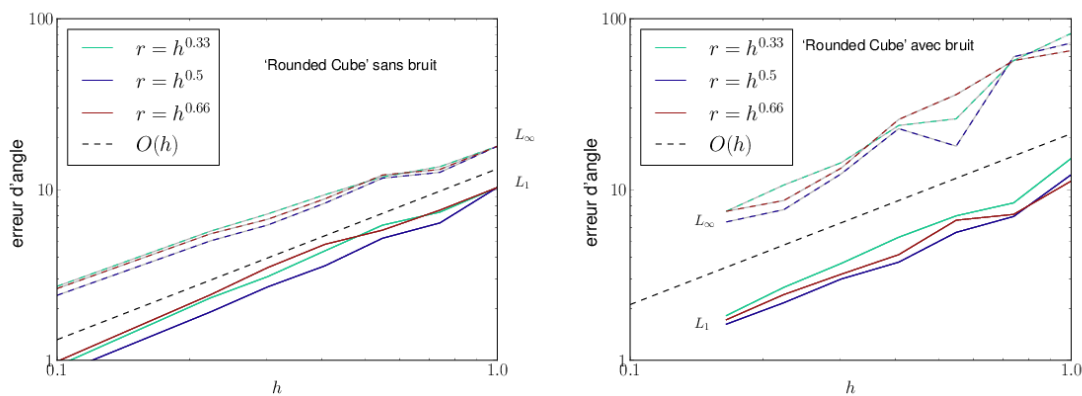 100
10
1
erreur d'angle
r = h^0.33
r = h^0.5
r = h^0.66
O(h)
'Rounded Cube' sans bruit
L∞
L1
0.1
1.0
h
100
10
1
erreur d'angle
r = h^0.33
r = h^0.5
r = h^0.66
O(h)
'Rounded Cube' avec bruit
L∞
L1
0.1
1.0
h